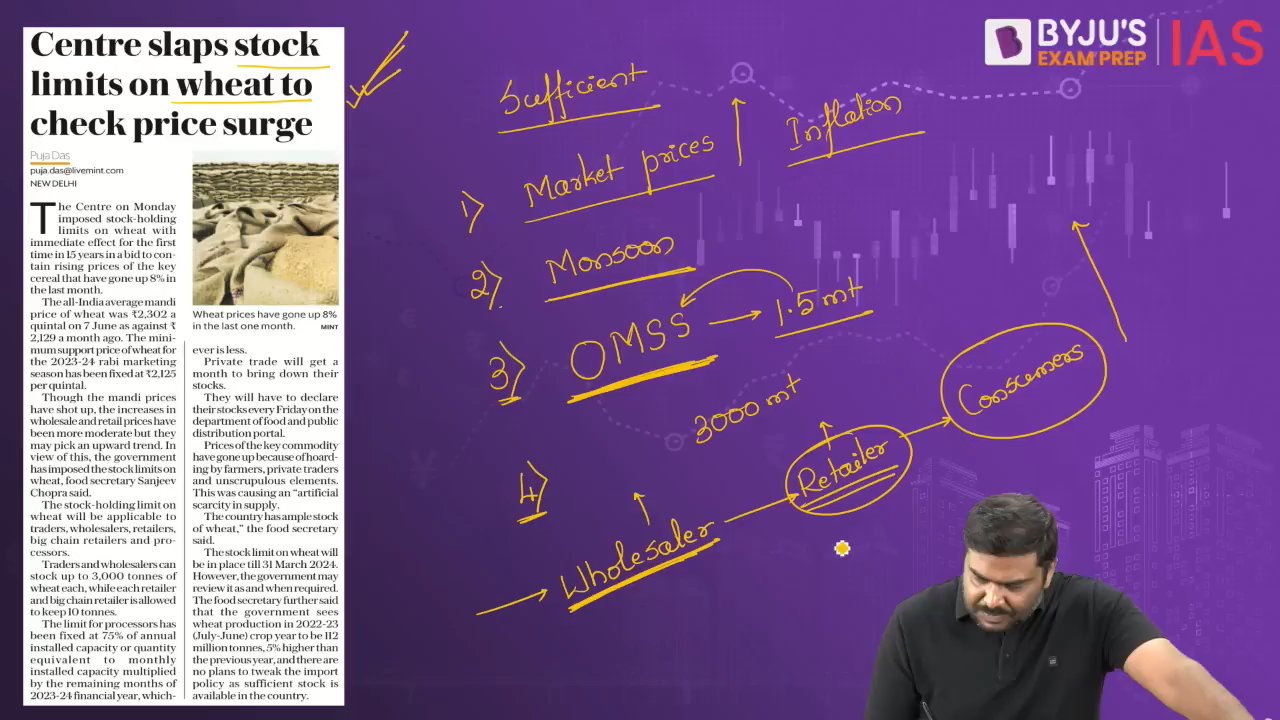 Centre slaps stock
limits on wheat to
check price surge
Puja Das
puja.das@livemint.com
NEW DELHI
The Centre on Monday
imposed stock-holding
limits on wheat with
immediate effect for the first
time in 15 years in a bid to con-
tain rising prices of the key
cereal that have gone up 8% in
the last month.
The all-India average mandi
price of wheat was ₹2,302 a
quintal on 7 June as against ₹
2,129 a month ago. The mini-
mum support price of wheat for
the 2023-24 rabi marketing
season has been fixed at ₹2,125
per quintal.
Though the mandi prices
have shot up, the increases in
wholesale and retail prices have
been more moderate but they
may pick an upward trend. In
view of this, the government
has imposed the stock limits on
wheat, food secretary Sanjeev
Chopra said.
The stock-holding limit on
wheat will be applicable to
traders, wholesalers, retailers,
big chain retailers and pro-
cessors.
Traders and wholesalers can
stock up to 3,000 tonnes of
wheat each, while each retailer
and big chain retailer is allowed
to keep 10 tonnes.
The limit for processors has
been fixed at 75% of annual
installed capacity or quantity
equivalent to monthly
installed capacity multiplied
by the remaining months of
2023-24 financial year, which-
Wheat prices have gone up 8%
in the last one month. MINT
ever is less.
Private trade will get a
month to bring down their
stocks.
They will have to declare
their stocks every Friday on the
department of food and public
distribution portal.
Prices of the key commodity
have gone up because of hoard-
ing by farmers, private traders
and unscrupulous elements.
This was causing an "artificial
scarcity in supply.
The country has ample stock
of wheat," the food secretary
said.
The stock limit on wheat will
be in place till 31 March 2024.
However, the government may
review it as and when required.
The food secretary further said
that the government sees
wheat production in 2022-23
(July-June) crop year to be 112
million tonnes, 5% higher than
the previous year, and there are
no plans to tweak the import
policy as sufficient stock is
available in the country.
BYJU'S
EXAM PREP
IAS
Sufficient
1) Market prices Inflation
2) Monsoon
3) OMSS → 1.5 mt
3000 mt
4)
Wholesaler → Retailer → Consumers